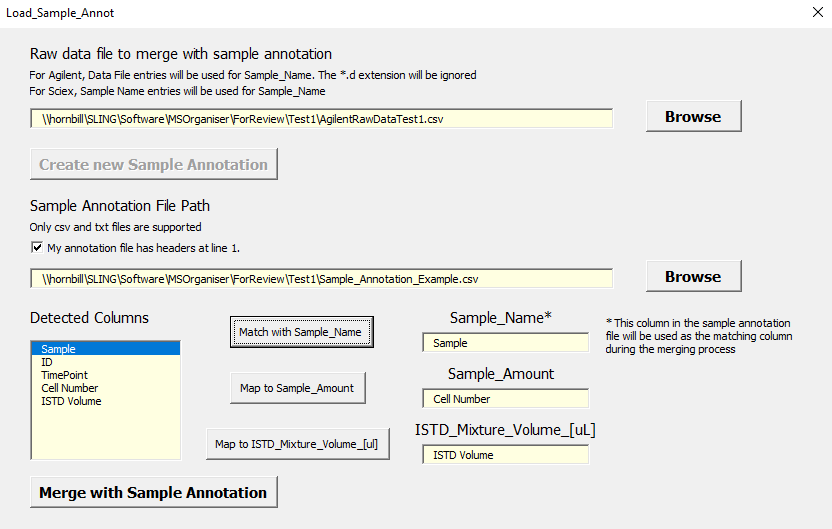 Load_Sample_Annot
Raw data file to merge with sample annotation
For Agilent, Data File entries will be used for Sample_Name. The *.d extension will be ignored
For Sciex, Sample Name entries will be used for Sample_Name
\\hornbill\SLING\Software\MSOrganiser\ForReview\Test1\AgilentRawDataTest1.csv
Browse
Create new Sample Annotation
Sample Annotation File Path
Only csv and txt files are supported
My annotation file has headers at line 1.
\\hornbill\SLING\Software\MSOrganiser\ForReview\Test1\Sample_Annotation_Example.csv
Browse
Detected Columns
Sample
ID
TimePoint
Cell Number
ISTD Volume
Match with Sample_Name
Map to Sample_Amount
Map to ISTD_Mixture_Volume_[ul]
Sample_Name*
Sample
Sample_Amount
Cell Number
ISTD_Mixture_Volume_[uL]
ISTD Volume
* This column in the sample annotation
file will be used as the matching column
during the merging process
Merge with Sample Annotation